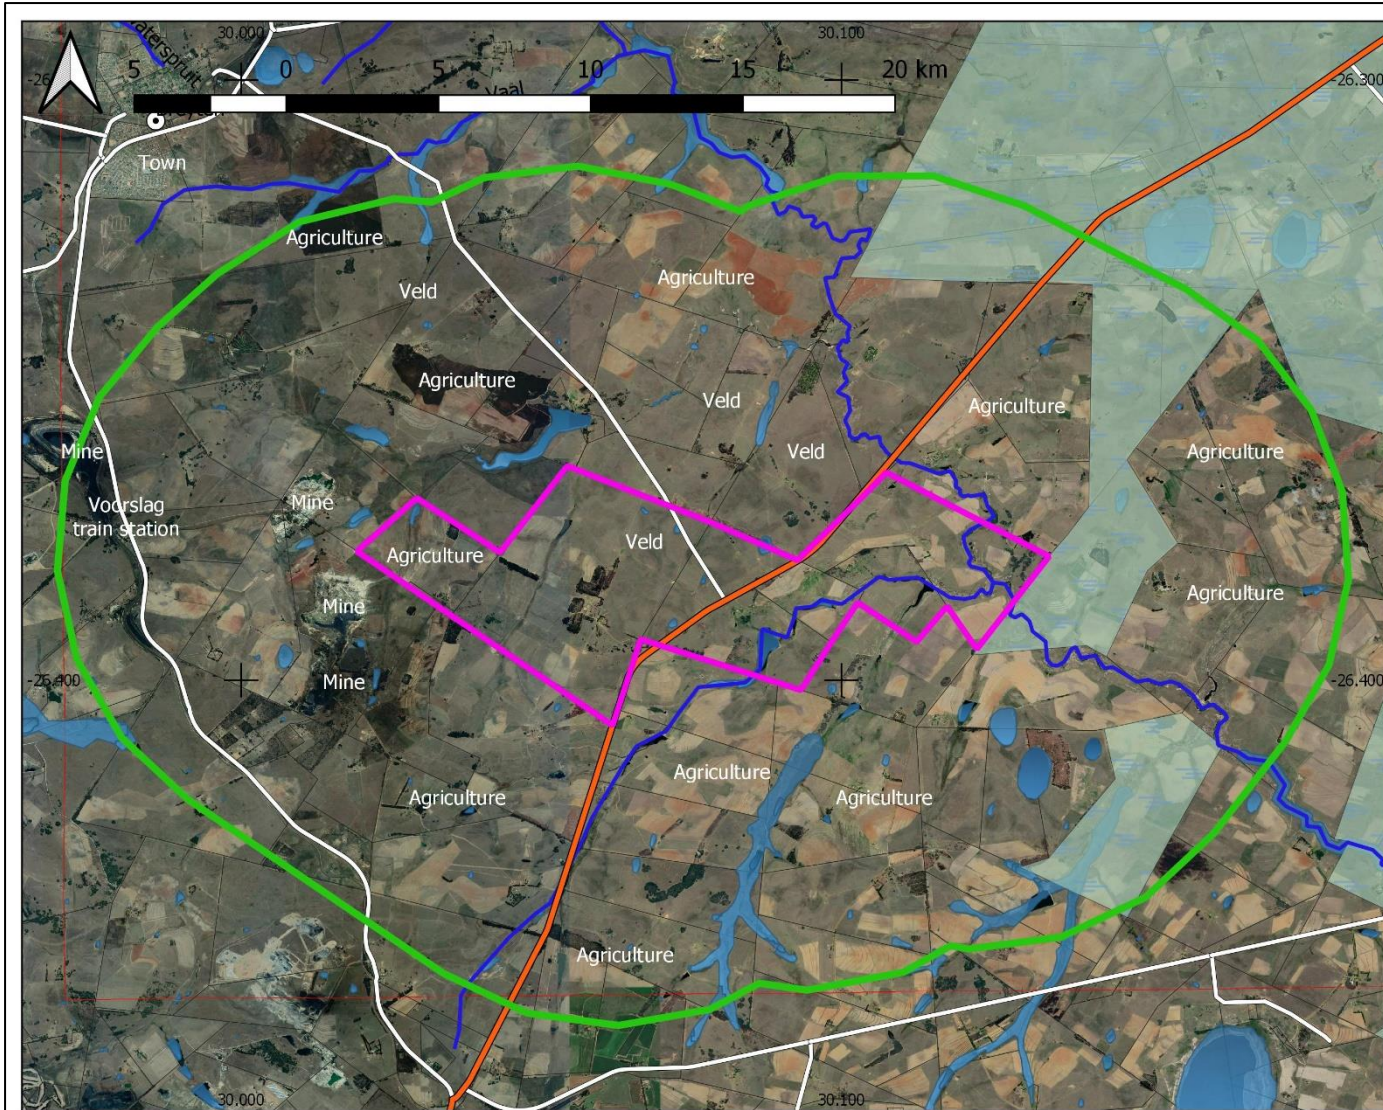 30.000
30.100
5 0 5 10 15 20 km
-26.300
Vaal
Town
Agriculture
Veld
Agriculture
Agriculture
Veld
Agriculture
Mine
Veld
Agriculture
Mine
Voorslag
train station
Agriculture
Veld
Mine
Agriculture
-26.400
Mine
-26.400
Agriculture
Agriculture
Agriculture
Agriculture
30.000
30.100